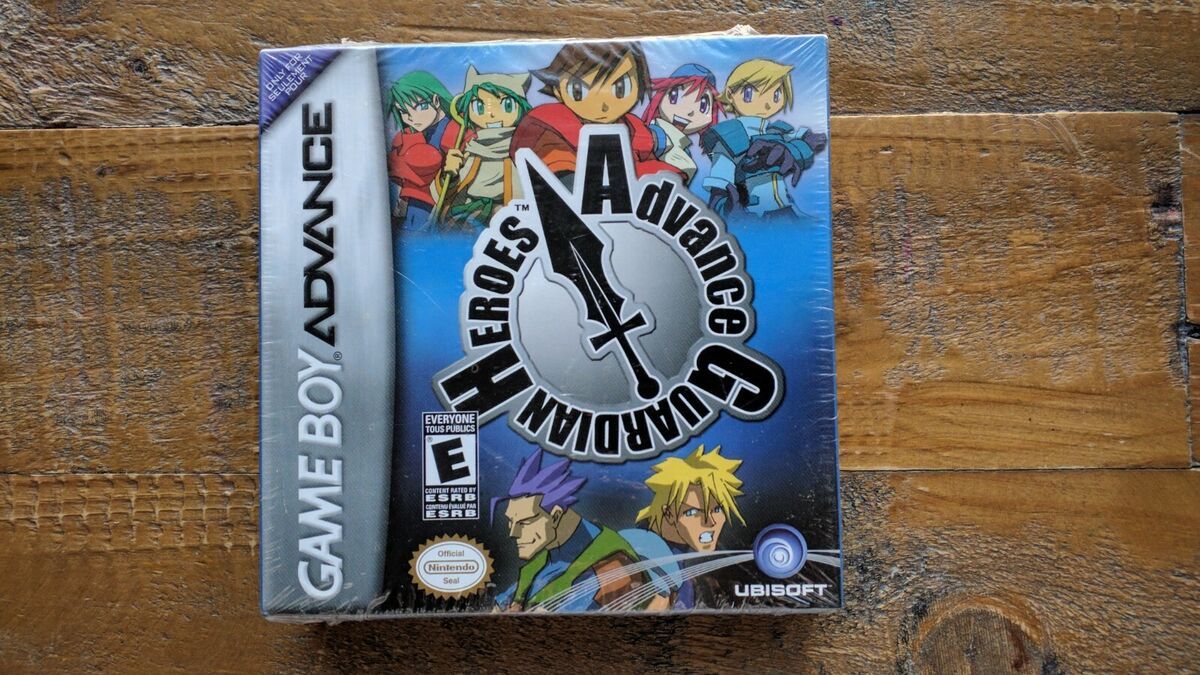 ONLY FOR
SEULEMENT
POUR
GAME BOY® ADVANCE
Advance Guardian Heroes™
EVERYONE
TOUS PUBLICS
E®
CONTENT RATED BY
ESRB
CONTENU ÉVALUÉ PAR
ESRB
Official
Nintendo
Seal
UBISOFT